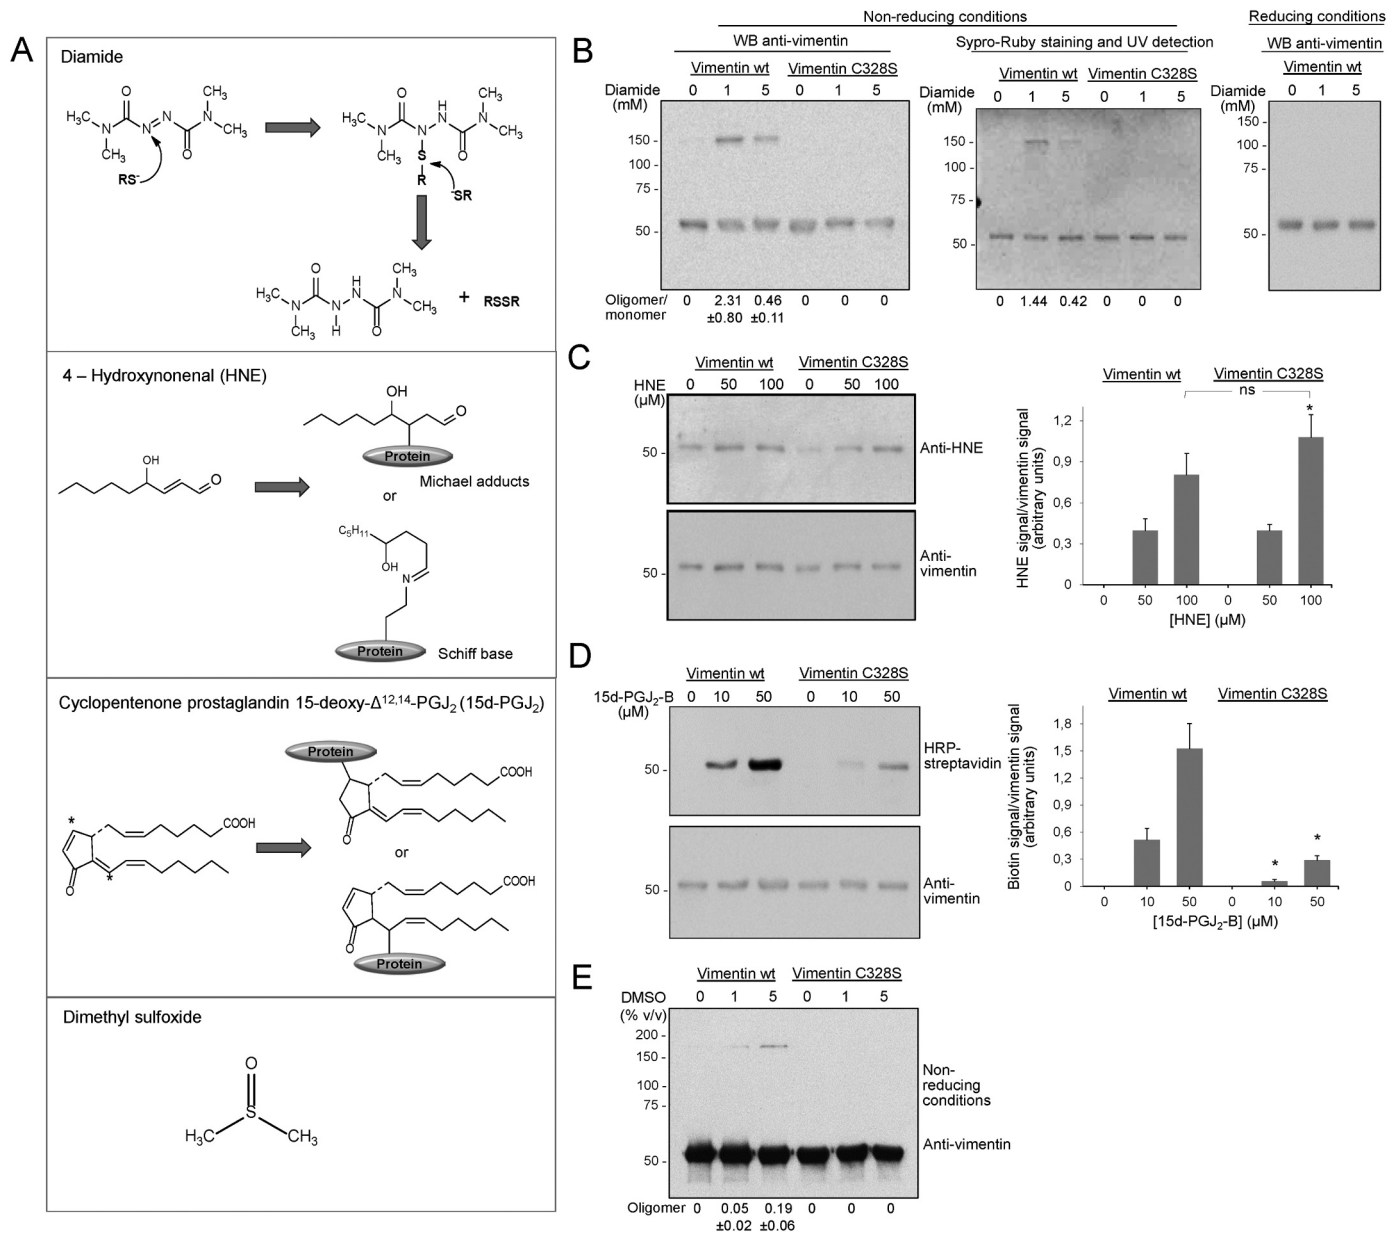 A
Diamide
O
CH₃
N
N=N
N
CH₃
H₃C
CH₃
O
RS⁻
O
H
CH₃
N
N
N
N
CH₃
H₃C
CH₃
S
O
R
⁻SR
O
H
CH₃
H₃C
N
N
N
N
CH₃
CH₃
H
O
+ RSSR
4 – Hydroxynonenal (HNE)
OH
O
OH
O
Protein
Michael adducts
or
C₅H₁₁
OH
N
Protein
Schiff base
Cyclopentenone prostaglandin 15-deoxy-Δ¹²,¹⁴-PGJ₂ (15d-PGJ₂)
*
COOH
O
*
Protein
COOH
O
or
COOH
O
Protein
Dimethyl sulfoxide
O
S
H₃C
CH₃
B
Non-reducing conditions
Reducing conditions
WB anti-vimentin
Sypro-Ruby staining and UV detection
WB anti-vimentin
Vimentin wt
Vimentin C328S
Vimentin wt
Vimentin C328S
Vimentin wt
Diamide (mM)
0 1 5 0 1 5
150 -
100 -
75 -
50 -
Oligomer/ monomer
0 2.31 0.46 0 0 0
±0.80 ±0.11
Diamide (mM)
0 1 5 0 1 5
150 -
100 -
75 -
50 -
0 1.44 0.42 0 0 0
Diamide (mM)
0 1 5
150 -
100 -
75 -
50 -
C
Vimentin wt
Vimentin C328S
HNE (µM)
0 50 100 0 50 100
50 -
Anti-HNE
50 -
Anti-
vimentin
Vimentin wt
Vimentin C328S
ns
*
HNE signal/vimentin signal
(arbitrary units)
1,2
0,9
0,6
0,3
0
0 50 100 0 50 100
[HNE] (µM)
D
Vimentin wt
Vimentin C328S
15d-PGJ₂-B
(µM)
0 10 50 0 10 50
50 -
HRP-
streptavidin
50 -
Anti-
vimentin
Vimentin wt
Vimentin C328S
Biotin signal/vimentin signal
(arbitrary units)
1,8
1,5
1,2
0,9
0,6
0,3
0
*
*
0 10 50 0 10 50
[15d-PGJ₂-B] (µM)
E
Vimentin wt
Vimentin C328S
DMSO
(% v/v)
0 1 5 0 1 5
200 -
150 -
100 -
75 -
50 -
Non-
reducing
conditions
Anti-vimentin
Oligomer
0 0.05 0.19 0 0 0
±0.02 ±0.06